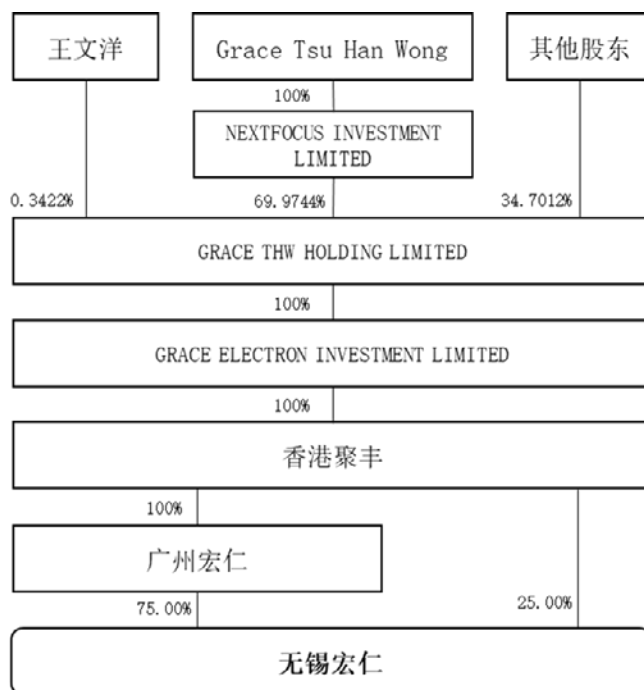 王文洋
Grace Tsu Han Wong
其他股东
100%
NEXTFOCUS INVESTMENT
LIMITED
0.3422%
69.9744%
34.7012%
GRACE THW HOLDING LIMITED
100%
GRACE ELECTRON INVESTMENT LIMITED
100%
香港聚丰
100%
广州宏仁
75.00%
25.00%
无锡宏仁